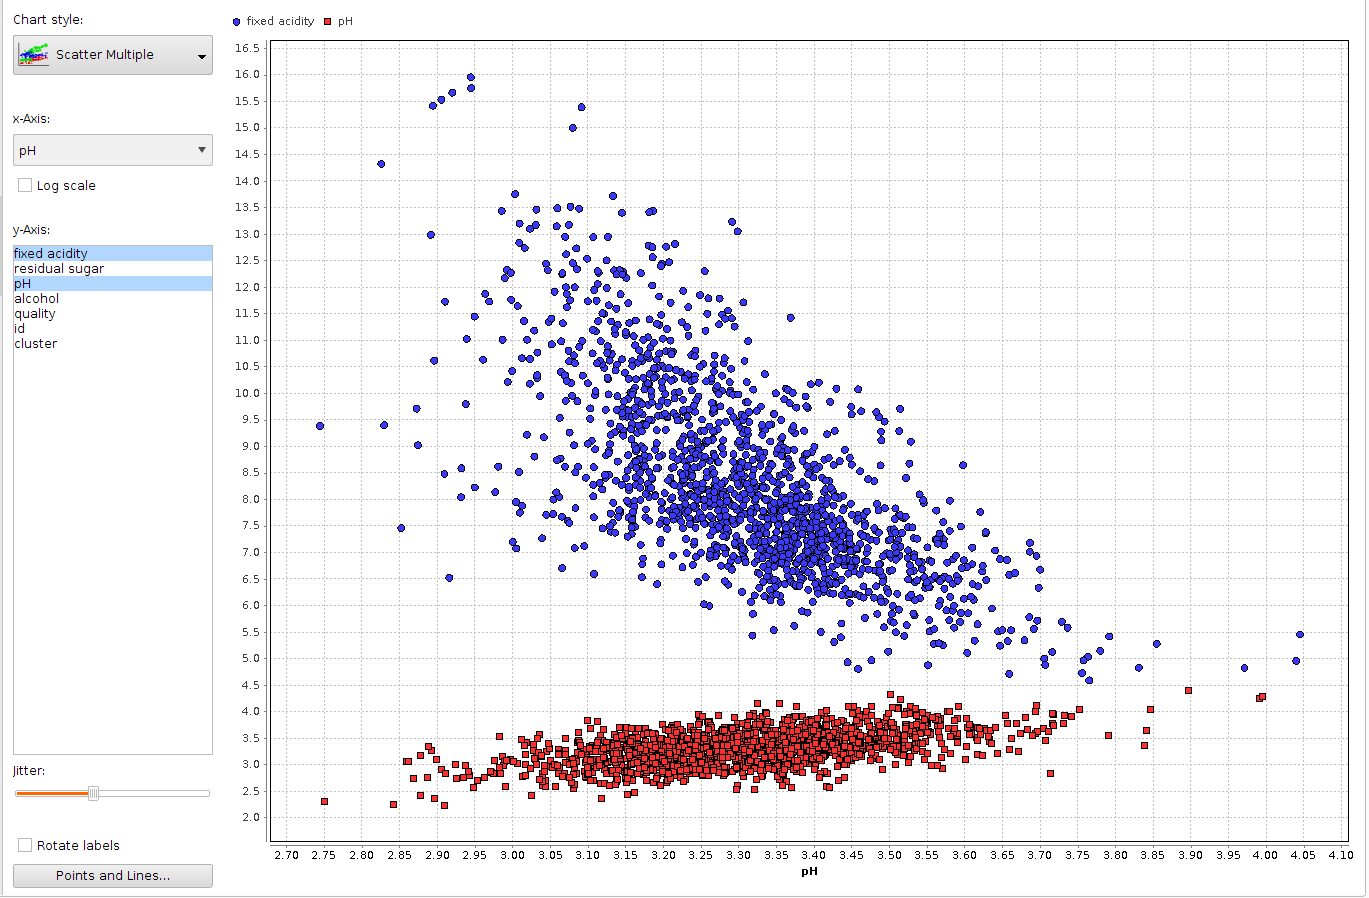 Chart style:
Scatter Multiple
x-Axis:
pH
Log scale
y-Axis:
fixed acidity
residual sugar
pH
alcohol
quality
id
cluster
Jitter:
Rotate labels
Points and Lines...
fixed acidity pH
16.5
16.0
15.5
15.0
14.5
14.0
13.5
13.0
12.5
12.0
11.5
11.0
10.5
10.0
9.5
9.0
8.5
8.0
7.5
7.0
6.5
6.0
5.5
5.0
4.5
4.0
3.5
3.0
2.5
2.0
2.70 2.75 2.80 2.85 2.90 2.95 3.00 3.05 3.10 3.15 3.20 3.25 3.30 3.35 3.40 3.45 3.50 3.55 3.60 3.65 3.70 3.75 3.80 3.85 3.90 3.95 4.00 4.05 4.10
pH